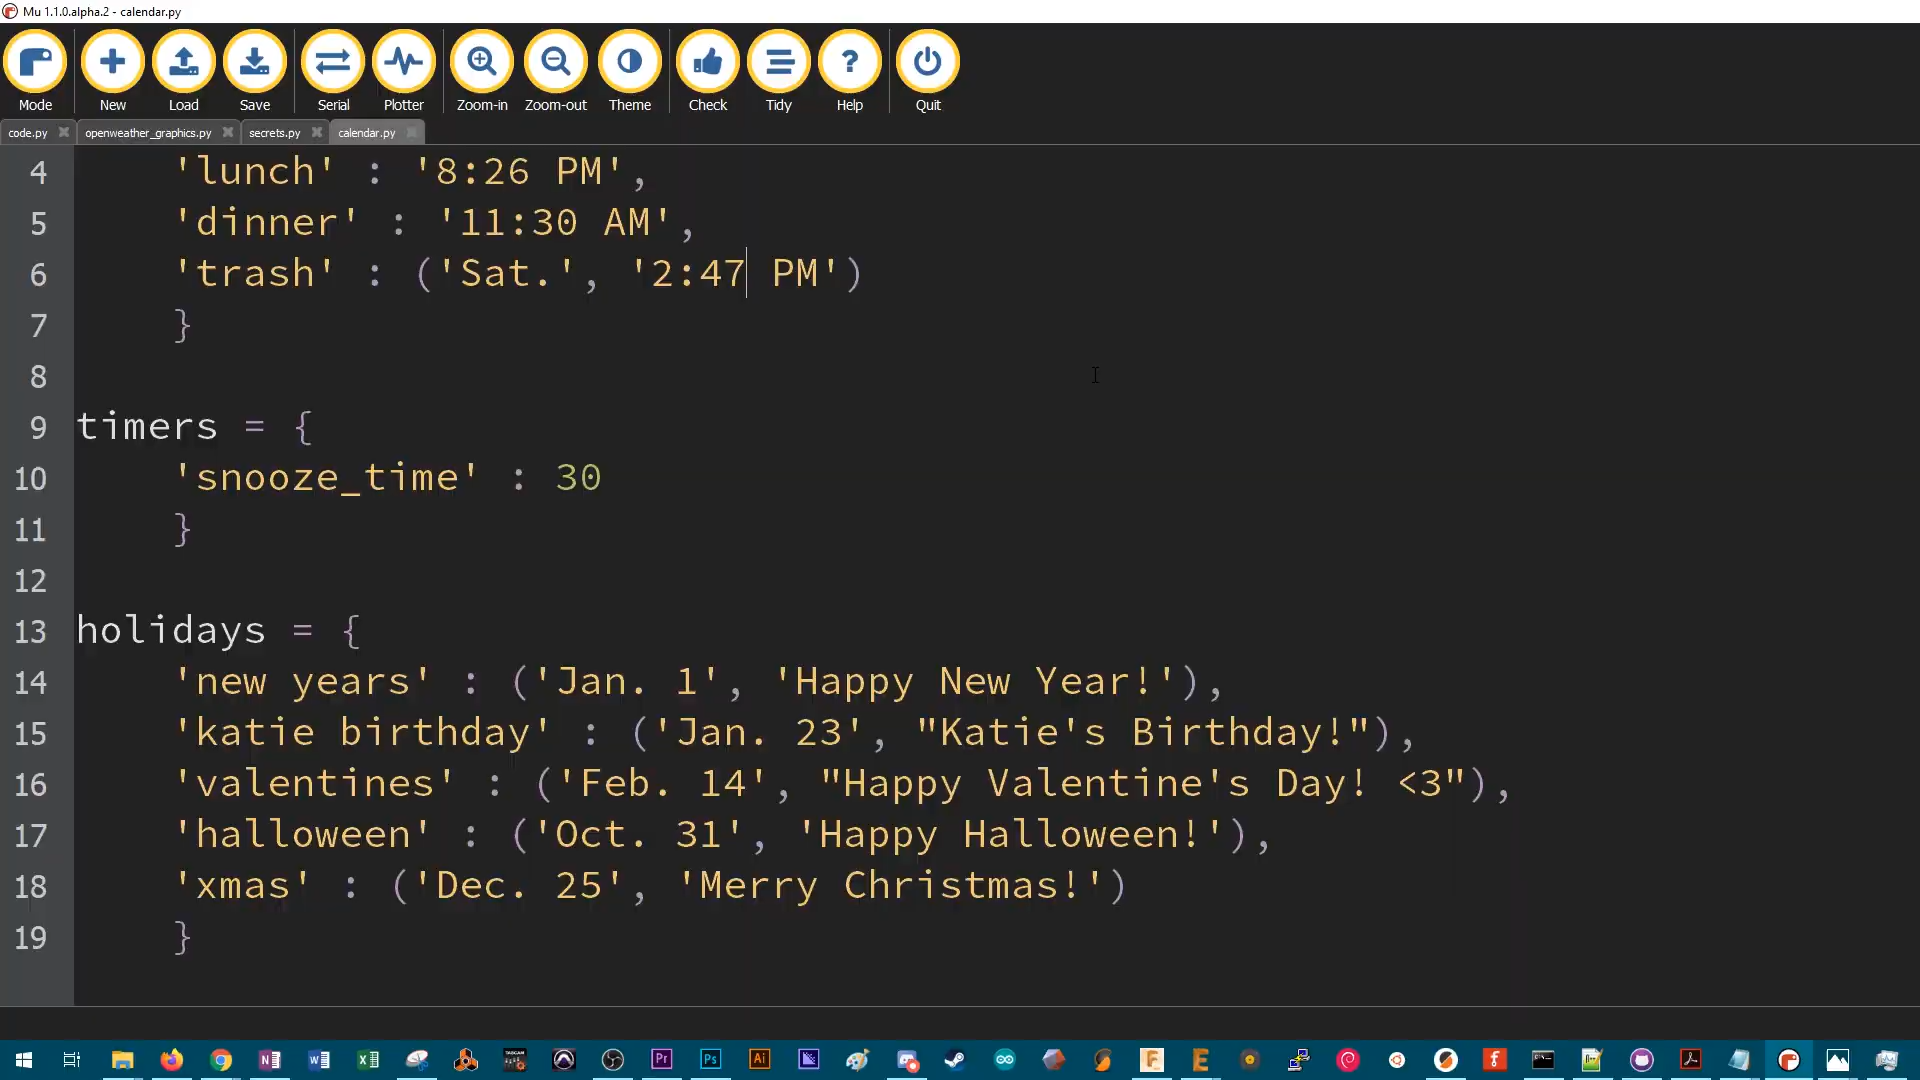 Mu 1.1.0.alpha.2 - calendar.py
Mode New Load Save Serial Plotter Zoom-in Zoom-out Theme Check Tidy Help Quit
code.py openweather_graphics.py secrets.py calendar.py
4 'lunch' : '8:26 PM',
5 'dinner' : '11:30 AM',
6 'trash' : ('Sat.', '2:47 PM')
7 }
8
9 timers = {
10 'snooze_time' : 30
11 }
12
13 holidays = {
14 'new years' : ('Jan. 1', 'Happy New Year!'),
15 'katie birthday' : ('Jan. 23', "Katie's Birthday!"),
16 'valentines' : ('Feb. 14', "Happy Valentine's Day! <3"),
17 'halloween' : ('Oct. 31', 'Happy Halloween!'),
18 'xmas' : ('Dec. 25', 'Merry Christmas!')
19 }
Pr Ps Ai